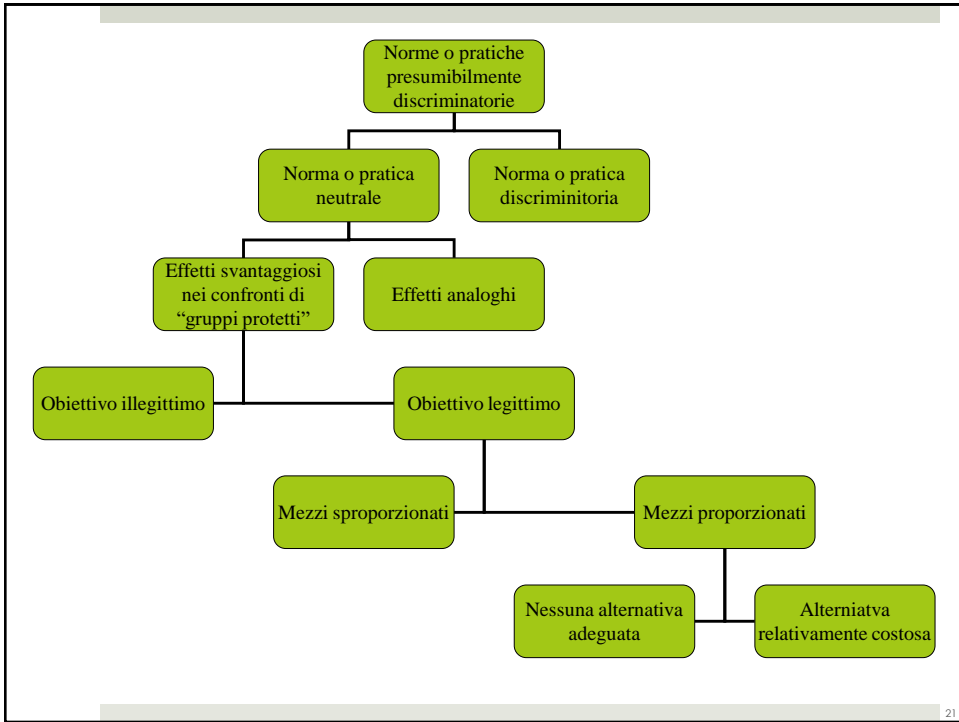 Norme o pratiche
presumibilmente
discriminatorie
Norma o pratica
neutrale
Norma o pratica
discriminitoria
Effetti svantaggiosi
nei confronti di
“gruppi protetti”
Effetti analoghi
Obiettivo illegittimo
Obiettivo legittimo
Mezzi sproporzionati
Mezzi proporzionati
Nessuna alternativa
adeguata
Alterniatva
relativamente costosa
21